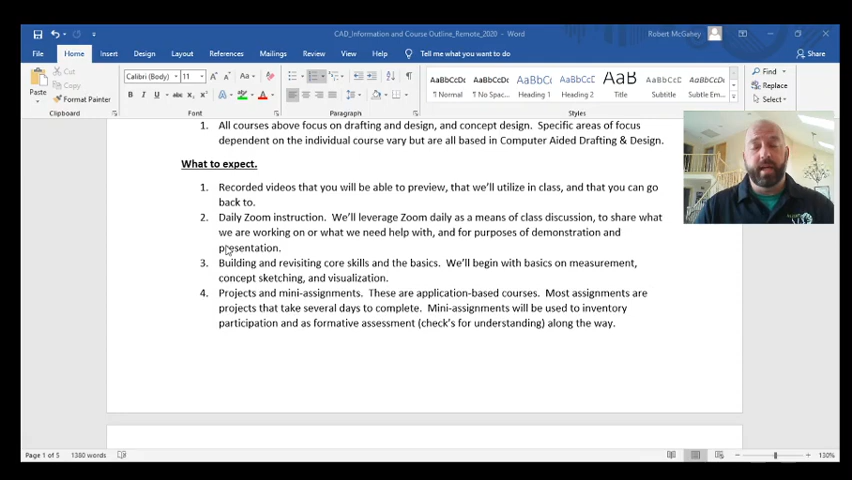 CAD_Information and Course Outline_Remote_2020 - Word
Robert McGahey
File Home Insert Design Layout References Mailings Review View Help Tell me what you want to do Share
Paste
Cut
Copy
Format Painter
Calibri (Body) 11
AaBbCcDc AaBbCcDc AaBbCc AaBbCcD AaB AaBbCcD AaBbCcDc
¶ Normal ¶ No Spac... Heading 1 Heading 2 Title Subtitle Subtle Em...
Find
Replace
Select
Clipboard Font Paragraph Styles Editing
1. All courses above focus on drafting and design, and concept design. Specific areas of focus
dependent on the individual course vary but are all based in Computer Aided Drafting & Design.
What to expect.
1. Recorded videos that you will be able to preview, that we'll utilize in class, and that you can go
back to.
2. Daily Zoom instruction. We'll leverage Zoom daily as a means of class discussion, to share what
we are working on or what we need help with, and for purposes of demonstration and
presentation.
3. Building and revisiting core skills and the basics. We'll begin with basics on measurement,
concept sketching, and visualization.
4. Projects and mini-assignments. These are application-based courses. Most assignments are
projects that take several days to complete. Mini-assignments will be used to inventory
participation and as formative assessment (check's for understanding) along the way.
Page 1 of 5 1380 words 130%